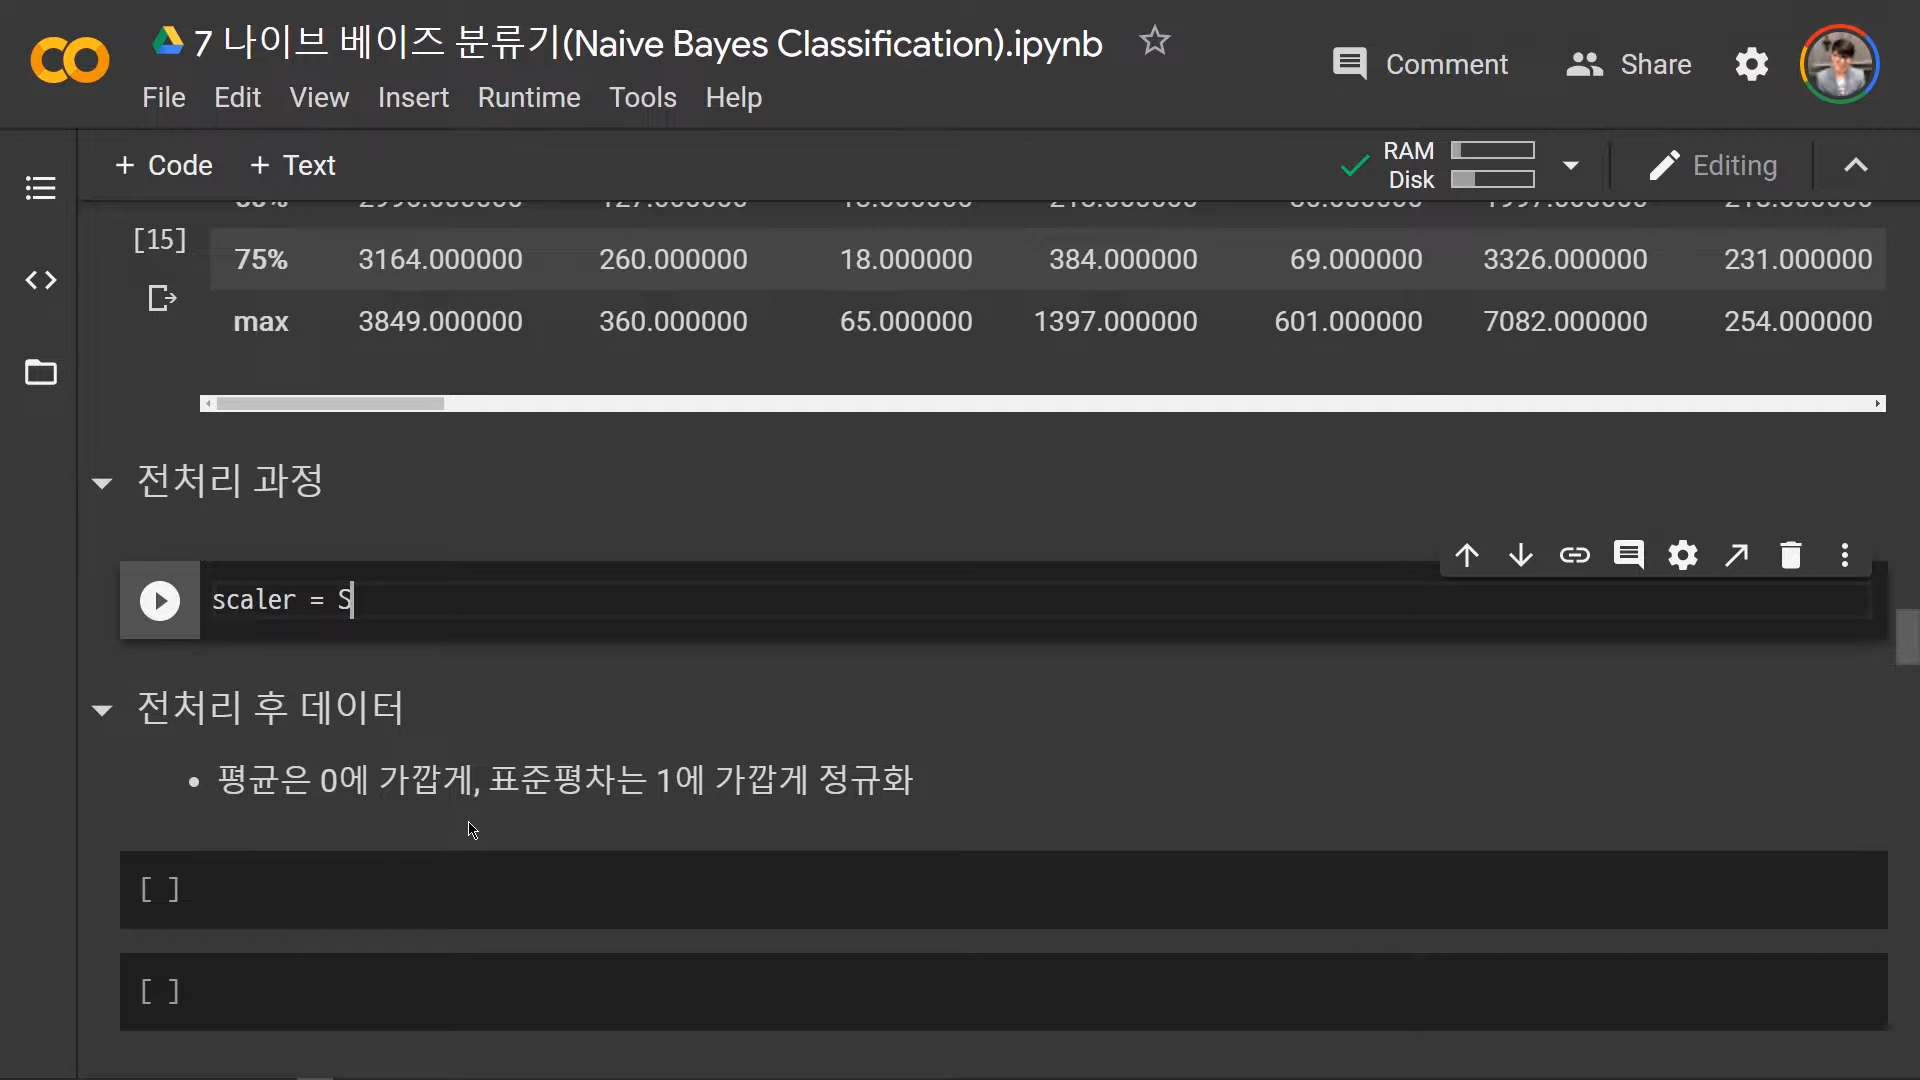 7 나이브 베이즈 분류기(Naive Bayes Classification).ipynb
Comment
Share
File Edit View Insert Runtime Tools Help
+ Code + Text
RAM
Disk
Editing
[15]
75% 3164.000000 260.000000 18.000000 384.000000 69.000000 3326.000000 231.000000
max 3849.000000 360.000000 65.000000 1397.000000 601.000000 7082.000000 254.000000
전처리 과정
scaler = S
전처리 후 데이터
• 평균은 0에 가깝게, 표준평차는 1에 가깝게 정규화
[ ]
[ ]